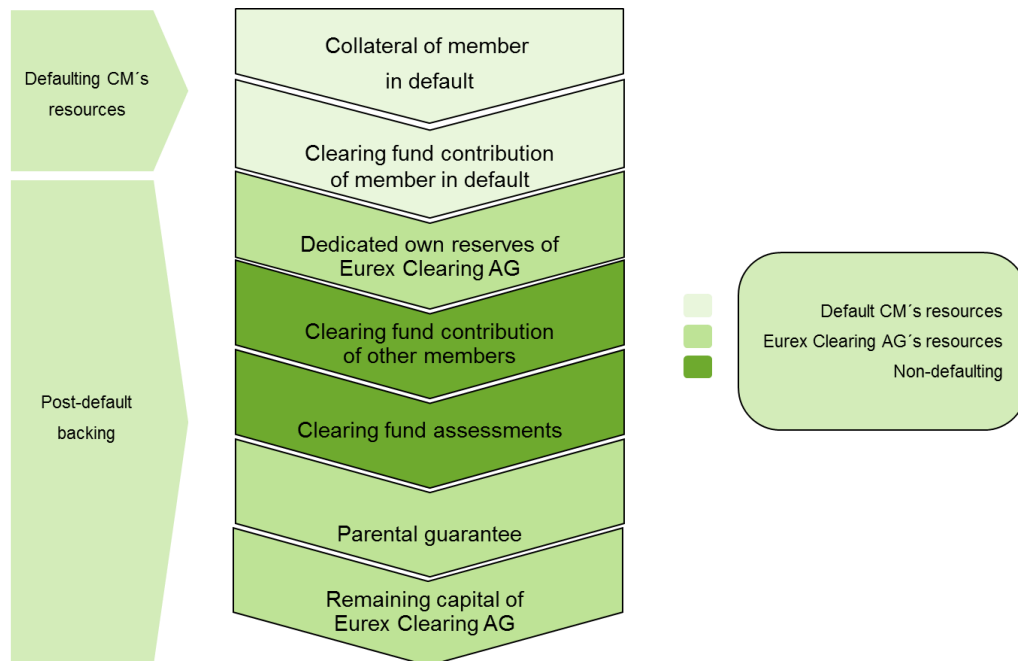 Defaulting CM´s
resources
Post-default
backing
Collateral of member
in default
Clearing fund contribution
of member in default
Dedicated own reserves of
Eurex Clearing AG
Clearing fund contribution
of other members
Clearing fund assessments
Parental guarantee
Remaining capital of
Eurex Clearing AG
Default CM´s resources
Eurex Clearing AG´s resources
Non-defaulting